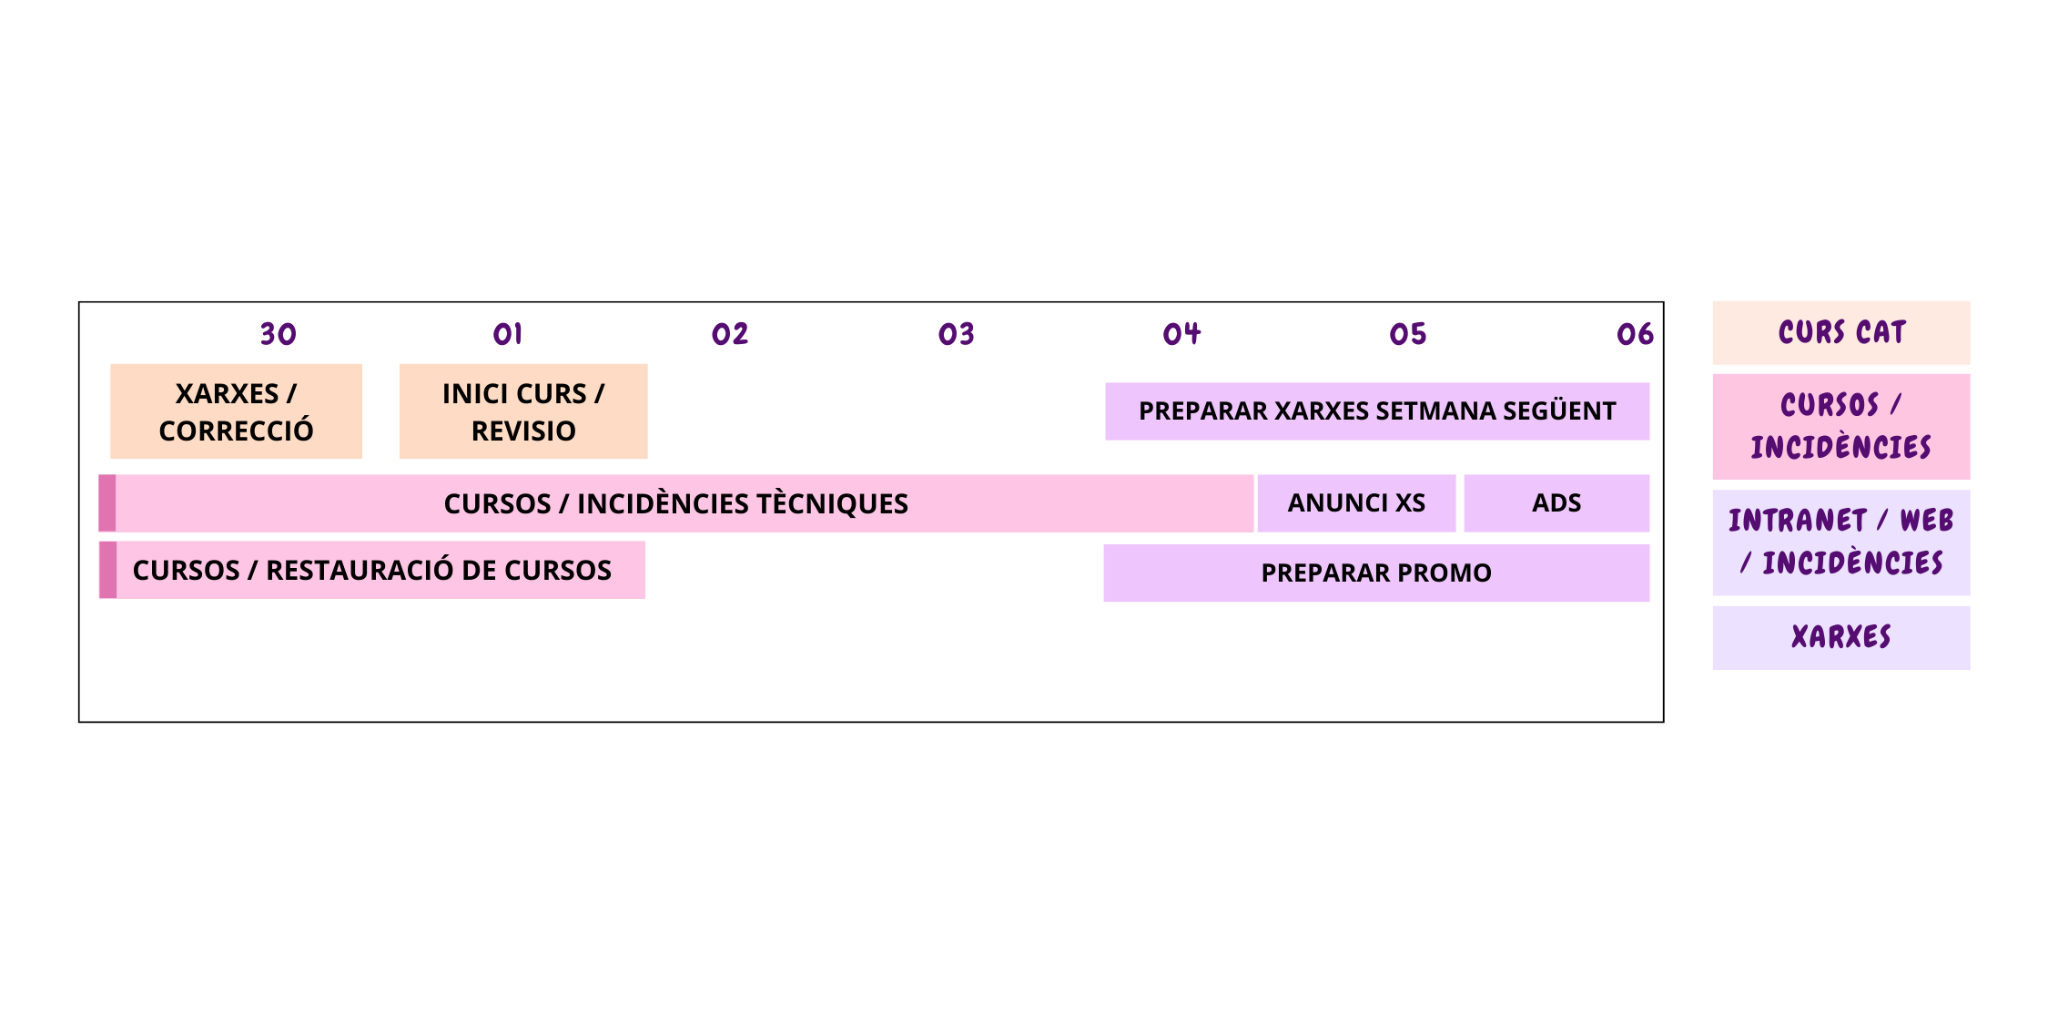 30 01 02 03 04 05 06
XARXES /
CORRECCIÓ
INICI CURS /
REVISIO
PREPARAR XARXES SETMANA SEGÜENT
CURSOS / INCIDÈNCIES TÈCNIQUES
ANUNCI XS
ADS
CURSOS / RESTAURACIÓ DE CURSOS
PREPARAR PROMO
CURS CAT
CURSOS /
INCIDÈNCIES
INTRANET / WEB
/ INCIDÈNCIES
XARXES